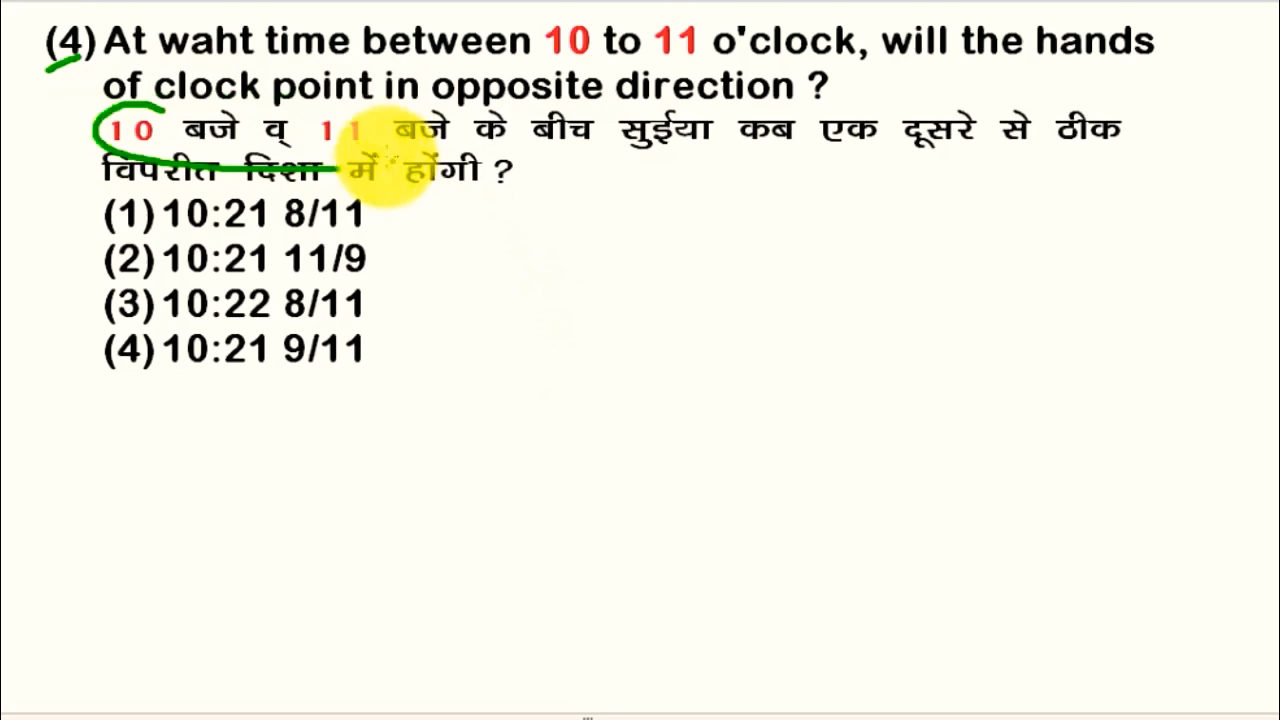 (4) At waht time between 10 to 11 o'clock, will the hands
of clock point in opposite direction ?
10 बजे व् 11 बजे के बीच सुईया कब एक दूसरे से ठीक
विपरीत दिशा में होंगी ?
(1) 10:21 8/11
(2) 10:21 11/9
(3) 10:22 8/11
(4) 10:21 9/11